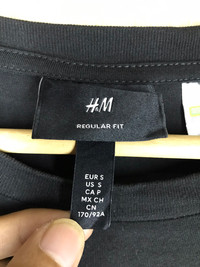 H&M
REGULAR FIT
EUR S
US S
CA P
MX CH
CN
170/92A